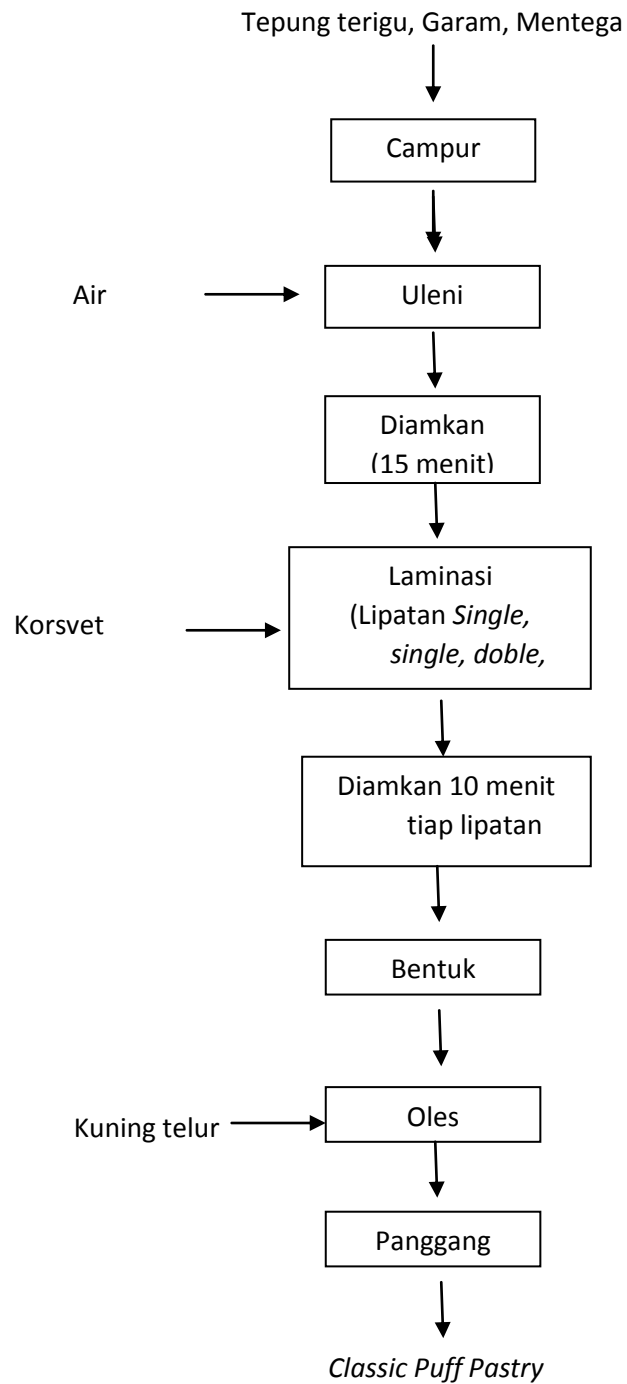 Tepung terigu, Garam, Mentega
Campur
Air
Uleni
Diamkan
(15 menit)
Laminasi
(Lipatan Single,
Korsvet
single, doble,
Diamkan 10 menit
tiap lipatan
Bentuk
Kuning telur
Oles
Panggang
Classic Puff Pastry